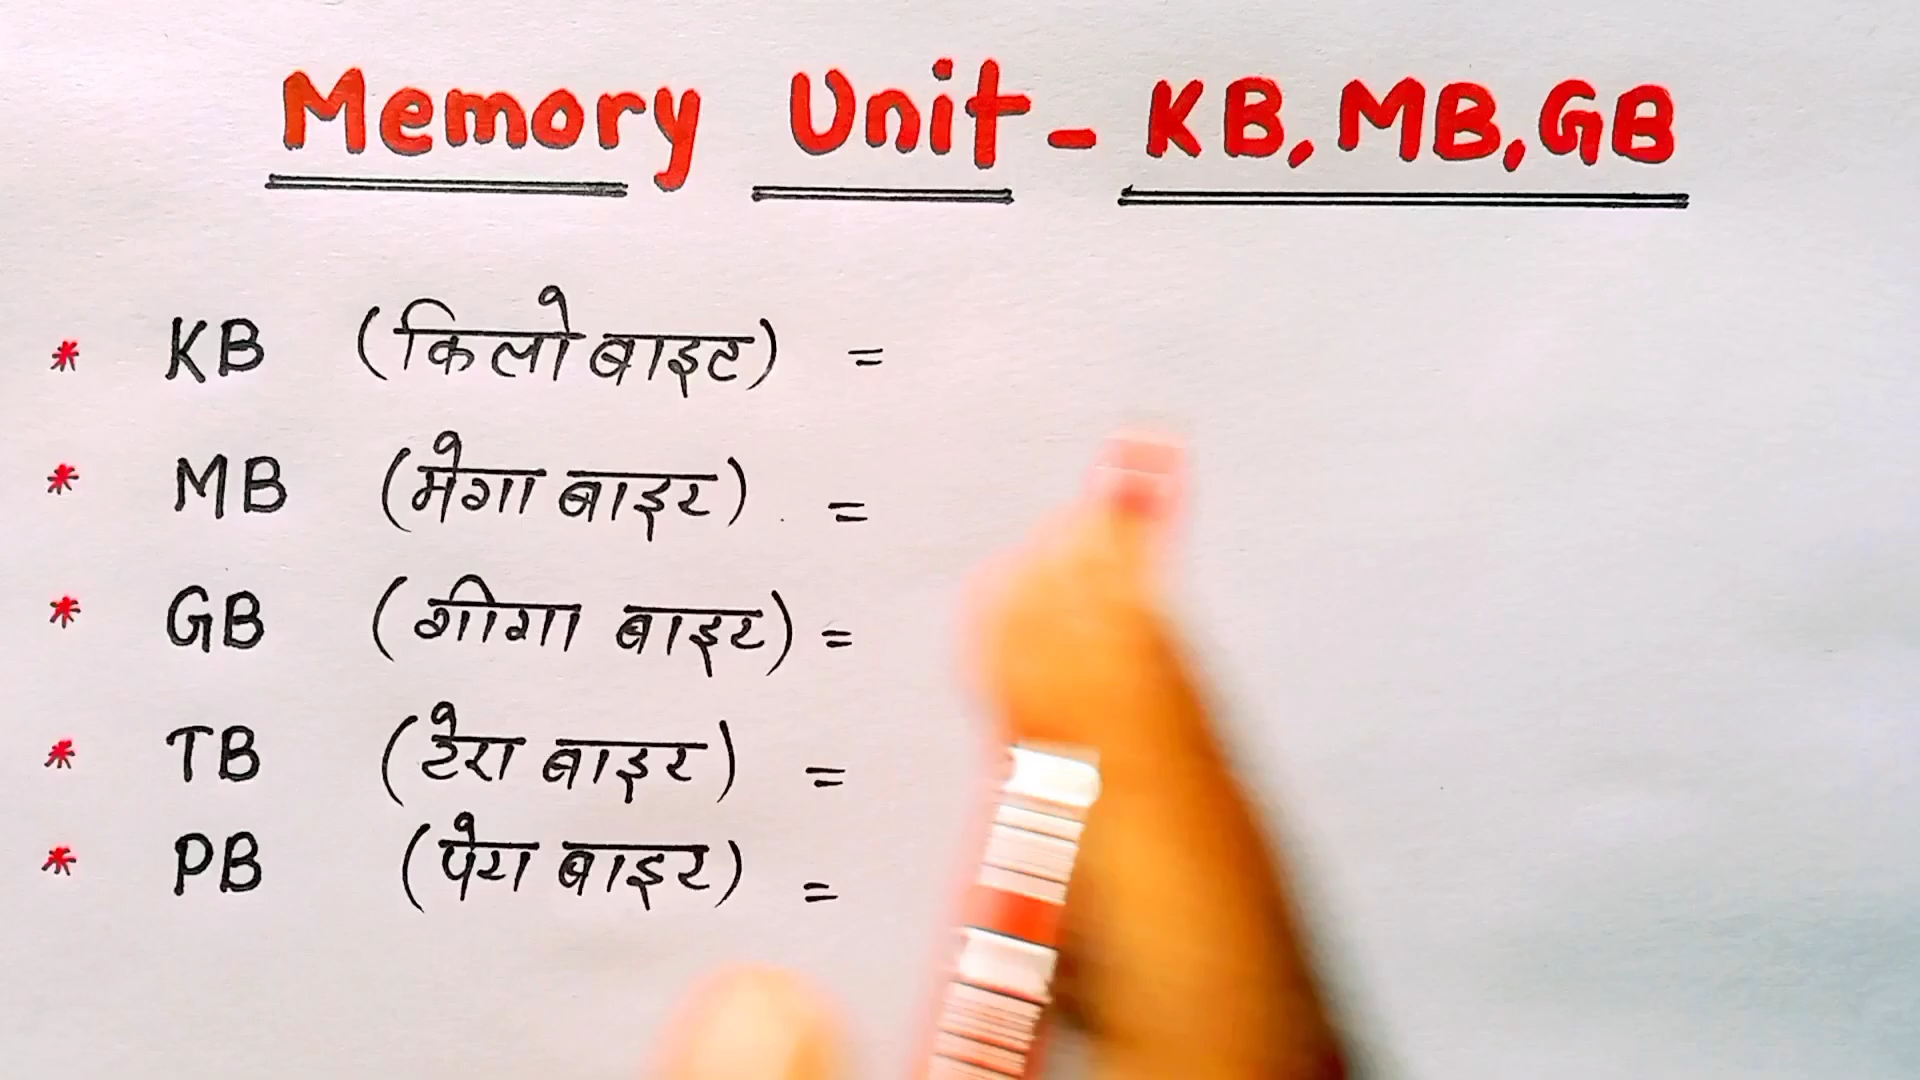 Memory Unit - KB, MB, GB
* KB (किलो बाइट) =
* MB (मेगा बाइट) =
* GB (गीगा बाइट) =
* TB (टेरा बाइट) =
* PB (पेटा बाइट) =